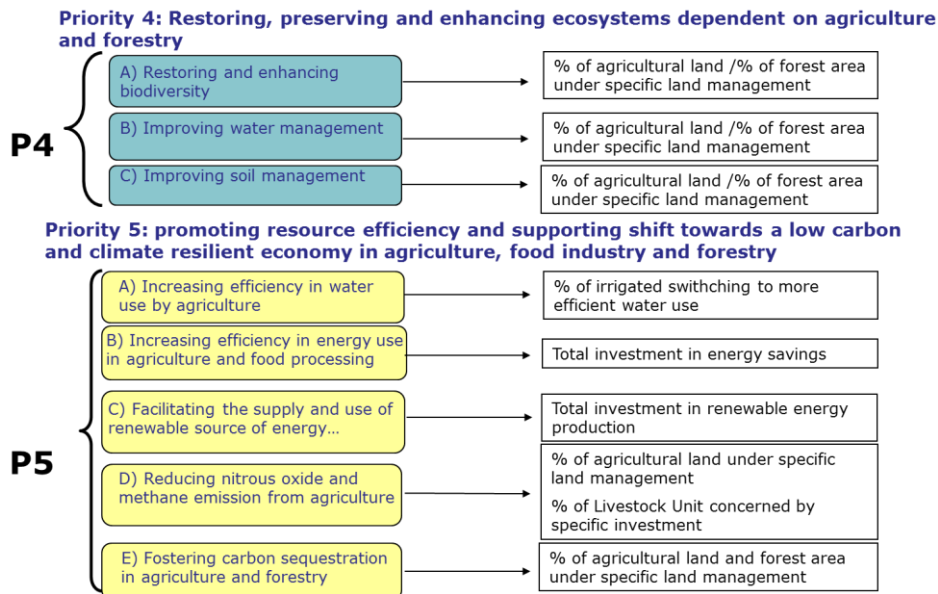 Priority 4: Restoring, preserving and enhancing ecosystems dependent on agriculture
and forestry
P4
A) Restoring and enhancing
biodiversity
% of agricultural land /% of forest area
under specific land management
B) Improving water management
% of agricultural land /% of forest area
under specific land management
C) Improving soil management
% of agricultural land /% of forest area
under specific land management
Priority 5: promoting resource efficiency and supporting shift towards a low carbon
and climate resilient economy in agriculture, food industry and forestry
P5
A) Increasing efficiency in water
use by agriculture
% of irrigated swithching to more
efficient water use
B) Increasing efficiency in energy use
in agriculture and food processing
Total investment in energy savings
C) Facilitating the supply and use of
renewable source of energy…
Total investment in renewable energy
production
D) Reducing nitrous oxide and
methane emission from agriculture
% of agricultural land under specific
land management
% of Livestock Unit concerned by
specific investment
E) Fostering carbon sequestration
in agriculture and forestry
% of agricultural land and forest area
under specific land management